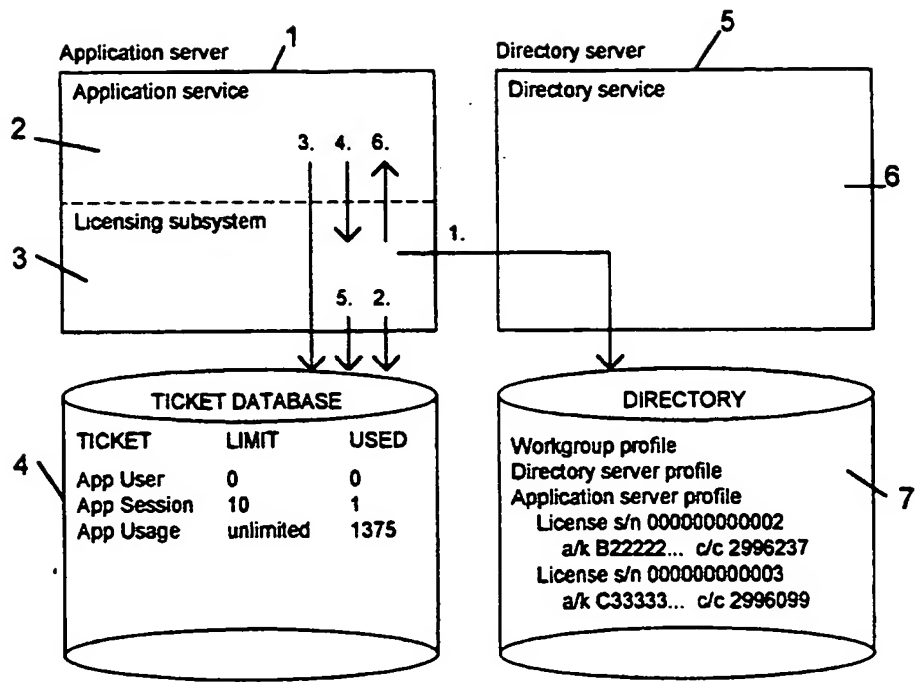 Application server
1
Application service
2
3. 4. 6.
Licensing subsystem
3
1.
5. 2.
Directory server
5
Directory service
6
TICKET DATABASE
TICKET LIMIT USED
App User 0 0
App Session 10 1
App Usage unlimited 1375
4
DIRECTORY
Workgroup profile
Directory server profile
Application server profile
License s/n 000000000002
a/k B22222... c/c 2996237
License s/n 000000000003
a/k C33333... c/c 2996099
7